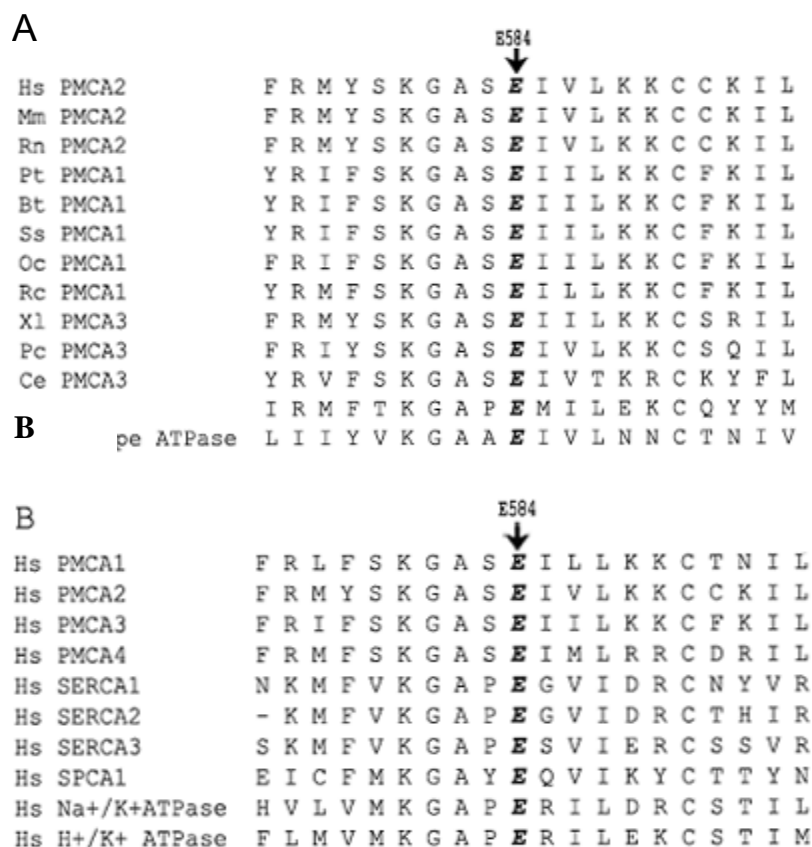 A
E584
Hs PMCA2 F R M Y S K G A S E I V L K K C C K I L
Mm PMCA2 F R M Y S K G A S E I V L K K C C K I L
Rn PMCA2 F R M Y S K G A S E I V L K K C C K I L
Pt PMCA1 Y R I F S K G A S E I I L K K C F K I L
Bt PMCA1 Y R I F S K G A S E I I L K K C F K I L
Ss PMCA1 Y R I F S K G A S E I I L K K C F K I L
Oc PMCA1 F R I F S K G A S E I I L K K C F K I L
Rc PMCA1 Y R M F S K G A S E I L L K K C F K I L
Xl PMCA3 F R M Y S K G A S E I I L K K C S R I L
Pc PMCA3 F R I Y S K G A S E I V L K K C S Q I L
Ce PMCA3 Y R V F S K G A S E I V T K R C K Y F L
I R M F T K G A P E M I L E K C Q Y Y M
B pe ATPase L I I Y V K G A A E I V L N N C T N I V
B
E584
Hs PMCA1 F R L F S K G A S E I L L K K C T N I L
Hs PMCA2 F R M Y S K G A S E I V L K K C C K I L
Hs PMCA3 F R I F S K G A S E I I L K K C F K I L
Hs PMCA4 F R M F S K G A S E I M L R R C D R I L
Hs SERCA1 N K M F V K G A P E G V I D R C N Y V R
Hs SERCA2 - K M F V K G A P E G V I D R C T H I R
Hs SERCA3 S K M F V K G A P E S V I E R C S S V R
Hs SPCA1 E I C F M K G A Y E Q V I K Y C T T Y N
Hs Na+/K+ATPase H V L V M K G A P E R I L D R C S T I L
Hs H+/K+ ATPase F L M V M K G A P E R I L E K C S T I M